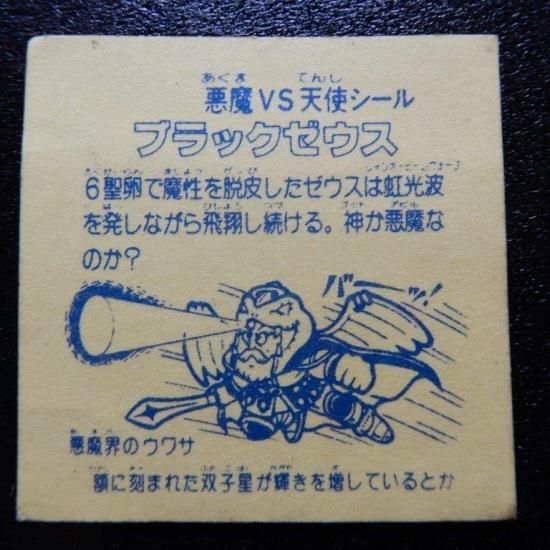 悪魔VS天使シール
ブラックゼウス
6聖卵で魔性を脱皮したゼウスは虹光波
を発しながら飛翔し続ける。神か悪魔な
のか?
バーッ!
悪魔界のウワサ
額に刻まれた双子星が輝きを増しているとか